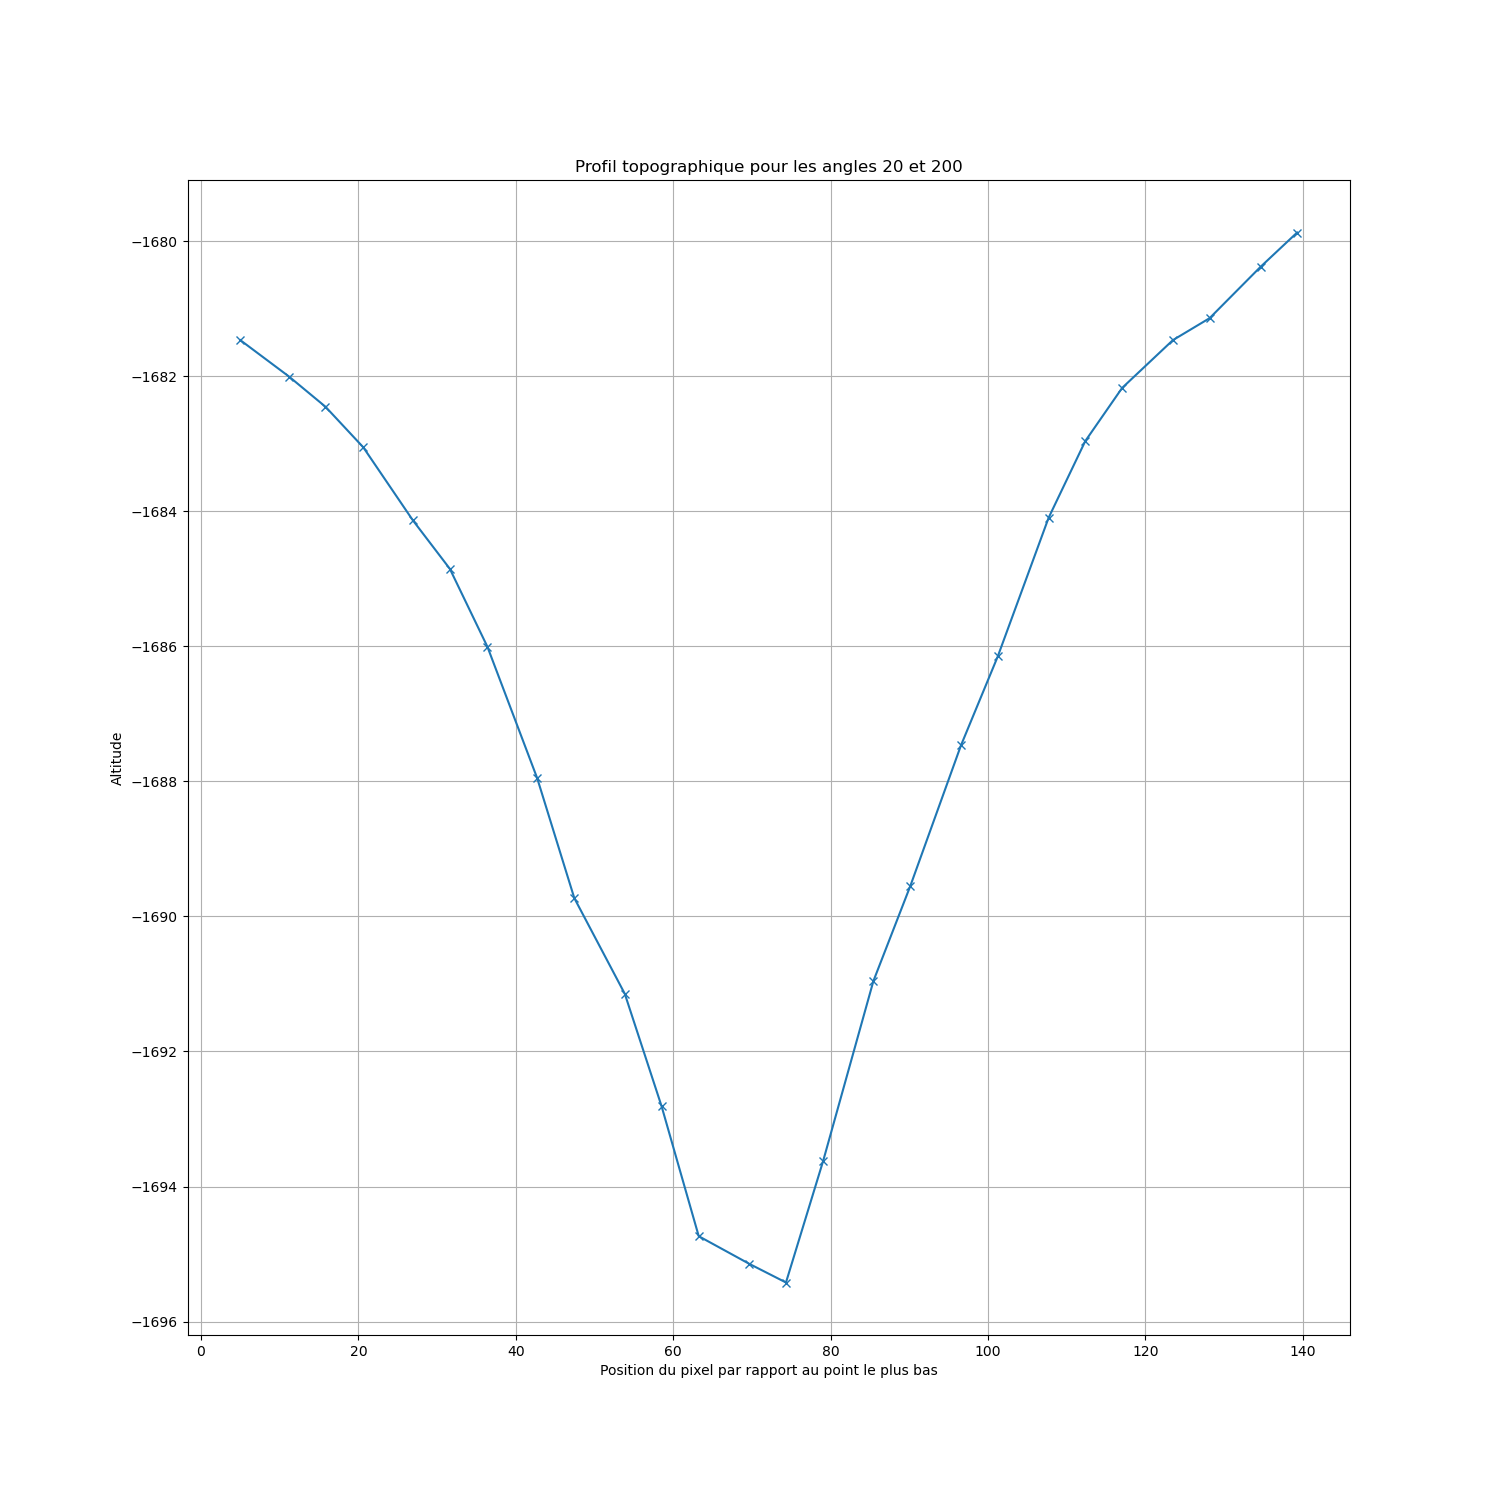 Profil topographique pour les angles 20 et 200
−1680
−1682
−1684
−1686
−1688
−1690
−1692
−1694
−1696
Altitude
0 20 40 60 80 100 120 140
Position du pixel par rapport au point le plus bas